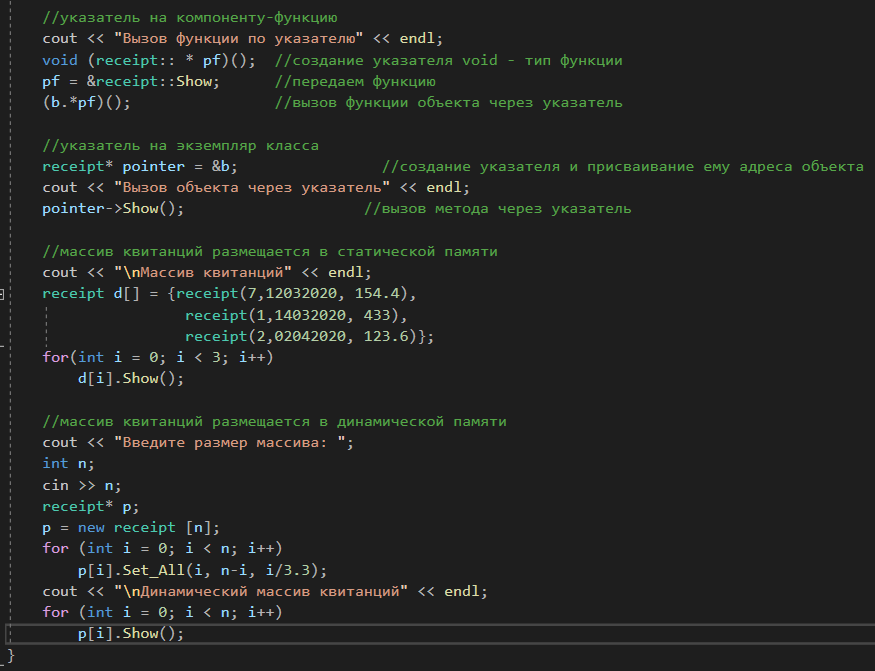 //указатель на компоненту-функцию
cout << "Вызов функции по указателю" << endl;
void (receipt:: * pf)();  //создание указателя void - тип функции
pf = &receipt::Show;      //передаем функцию
(b.*pf)();                //вызов функции объекта через указатель
//указатель на экземпляр класса
receipt* pointer = &b;                //создание указателя и присваивание ему адреса объекта
cout << "Вызов объекта через указатель" << endl;
pointer->Show();                    //вызов метода через указатель
//массив квитанций размещается в статической памяти
cout << "\nМассив квитанций" << endl;
receipt d[] = {receipt(7,12032020, 154.4),
receipt(1,14032020, 433),
receipt(2,02042020, 123.6)};
for(int i = 0; i < 3; i++)
d[i].Show();
//массив квитанций размещается в динамической памяти
cout << "Введите размер массива: ";
int n;
cin >> n;
receipt* p;
p = new receipt [n];
for (int i = 0; i < n; i++)
p[i].Set_All(i, n-i, i/3.3);
cout << "\nДинамический массив квитанций" << endl;
for (int i = 0; i < n; i++)
p[i].Show();
}